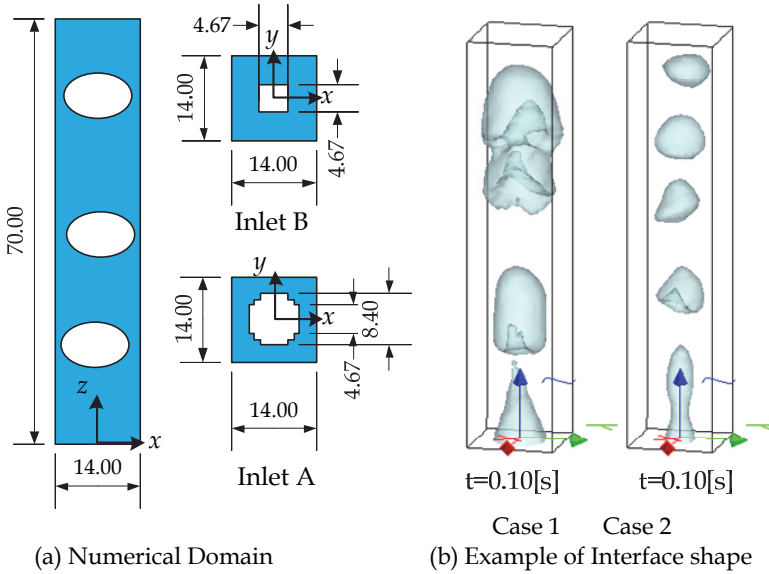 70.00
z
x
14.00
4.67
y
x
14.00
4.67
14.00
Inlet B
y
x
14.00
8.40
4.67
14.00
Inlet A
(a) Numerical Domain
t=0.10[s]
t=0.10[s]
Case 1
Case 2
(b) Example of Interface shape